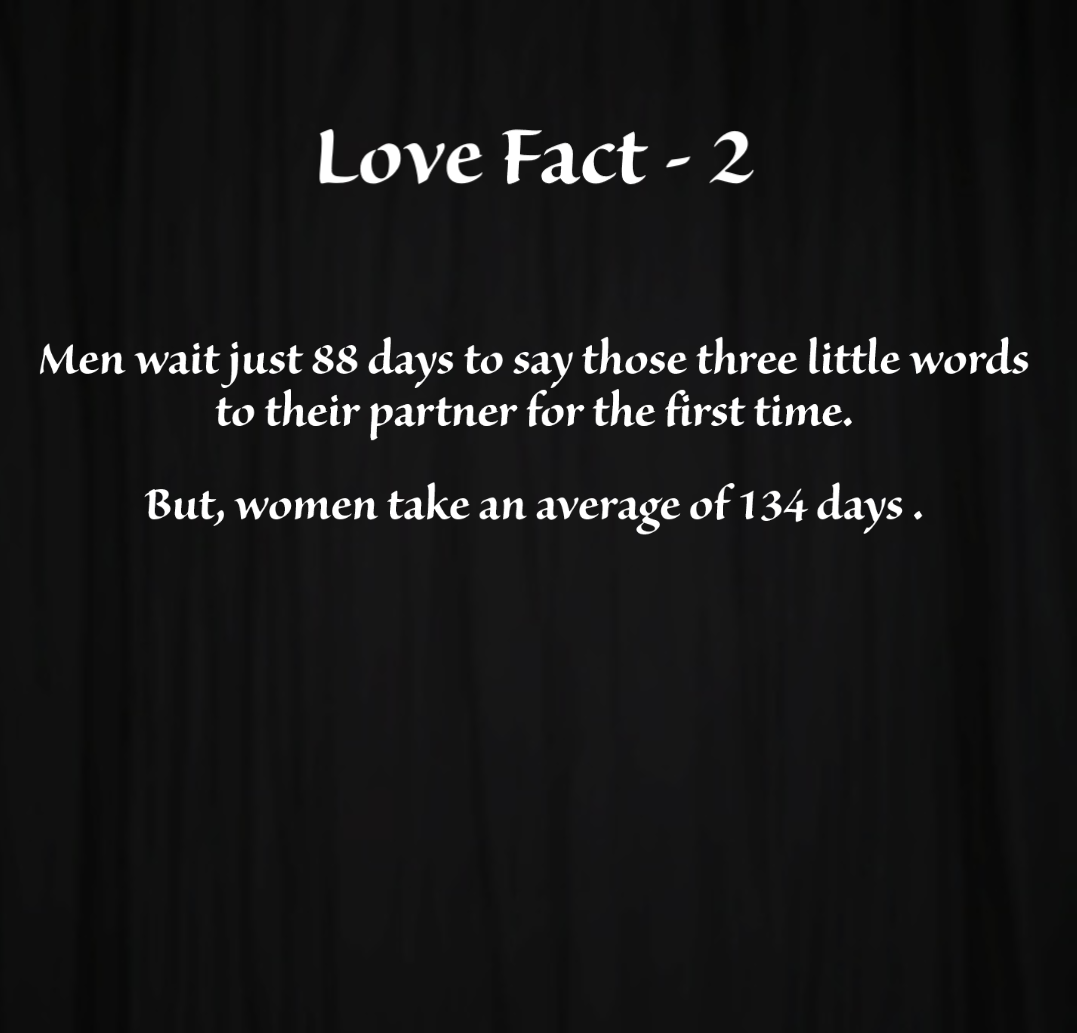 Love Fact - 2
Men wait just 88 days to say those three little words
to their partner for the first time.
But, women take an average of 134 days .